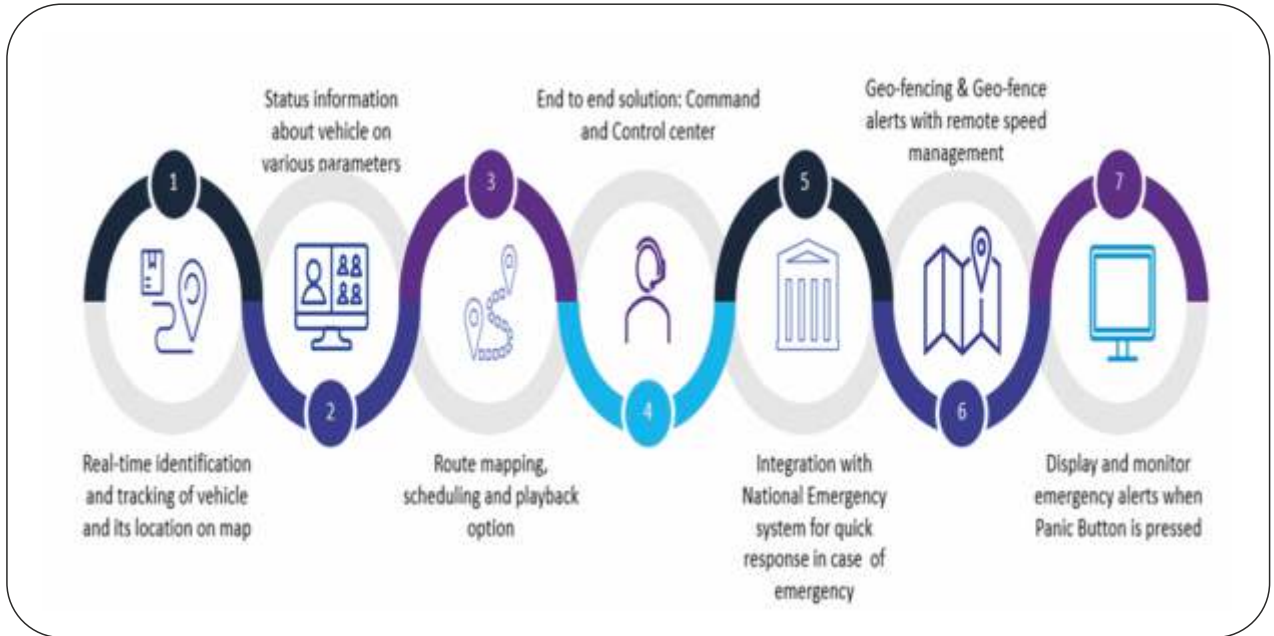 1
Real-time identification
and tracking of vehicle
and its location on map
Status information
about vehicle on
various parameters
2
3
Route mapping,
scheduling and playback
option
End to end solution: Command
and Control center
4
5
Integration with
National Emergency
system for quick
response in case of
emergency
Geo-fencing & Geo-fence
alerts with remote speed
management
6
7
Display and monitor
emergency alerts when
Panic Button is pressed